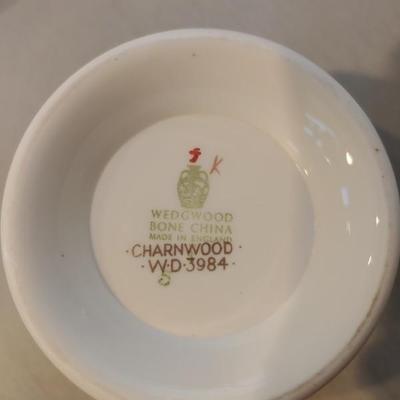 K
WEDGWOOD
BONE CHINA
MADE IN ENGLAND
·CHARNWOOD·
·W·D·3984·